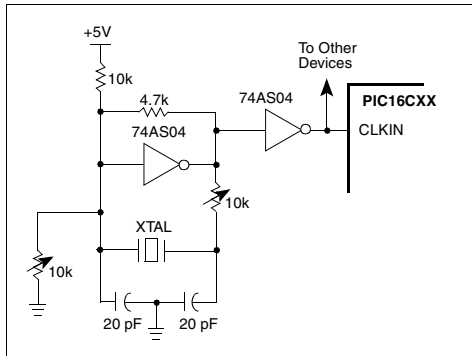 +5V
To Other
Devices
10k
4.7k
74AS04
PIC16CXX
74AS04
CLKIN
10k
XTAL
10k
20 pF
20 pF